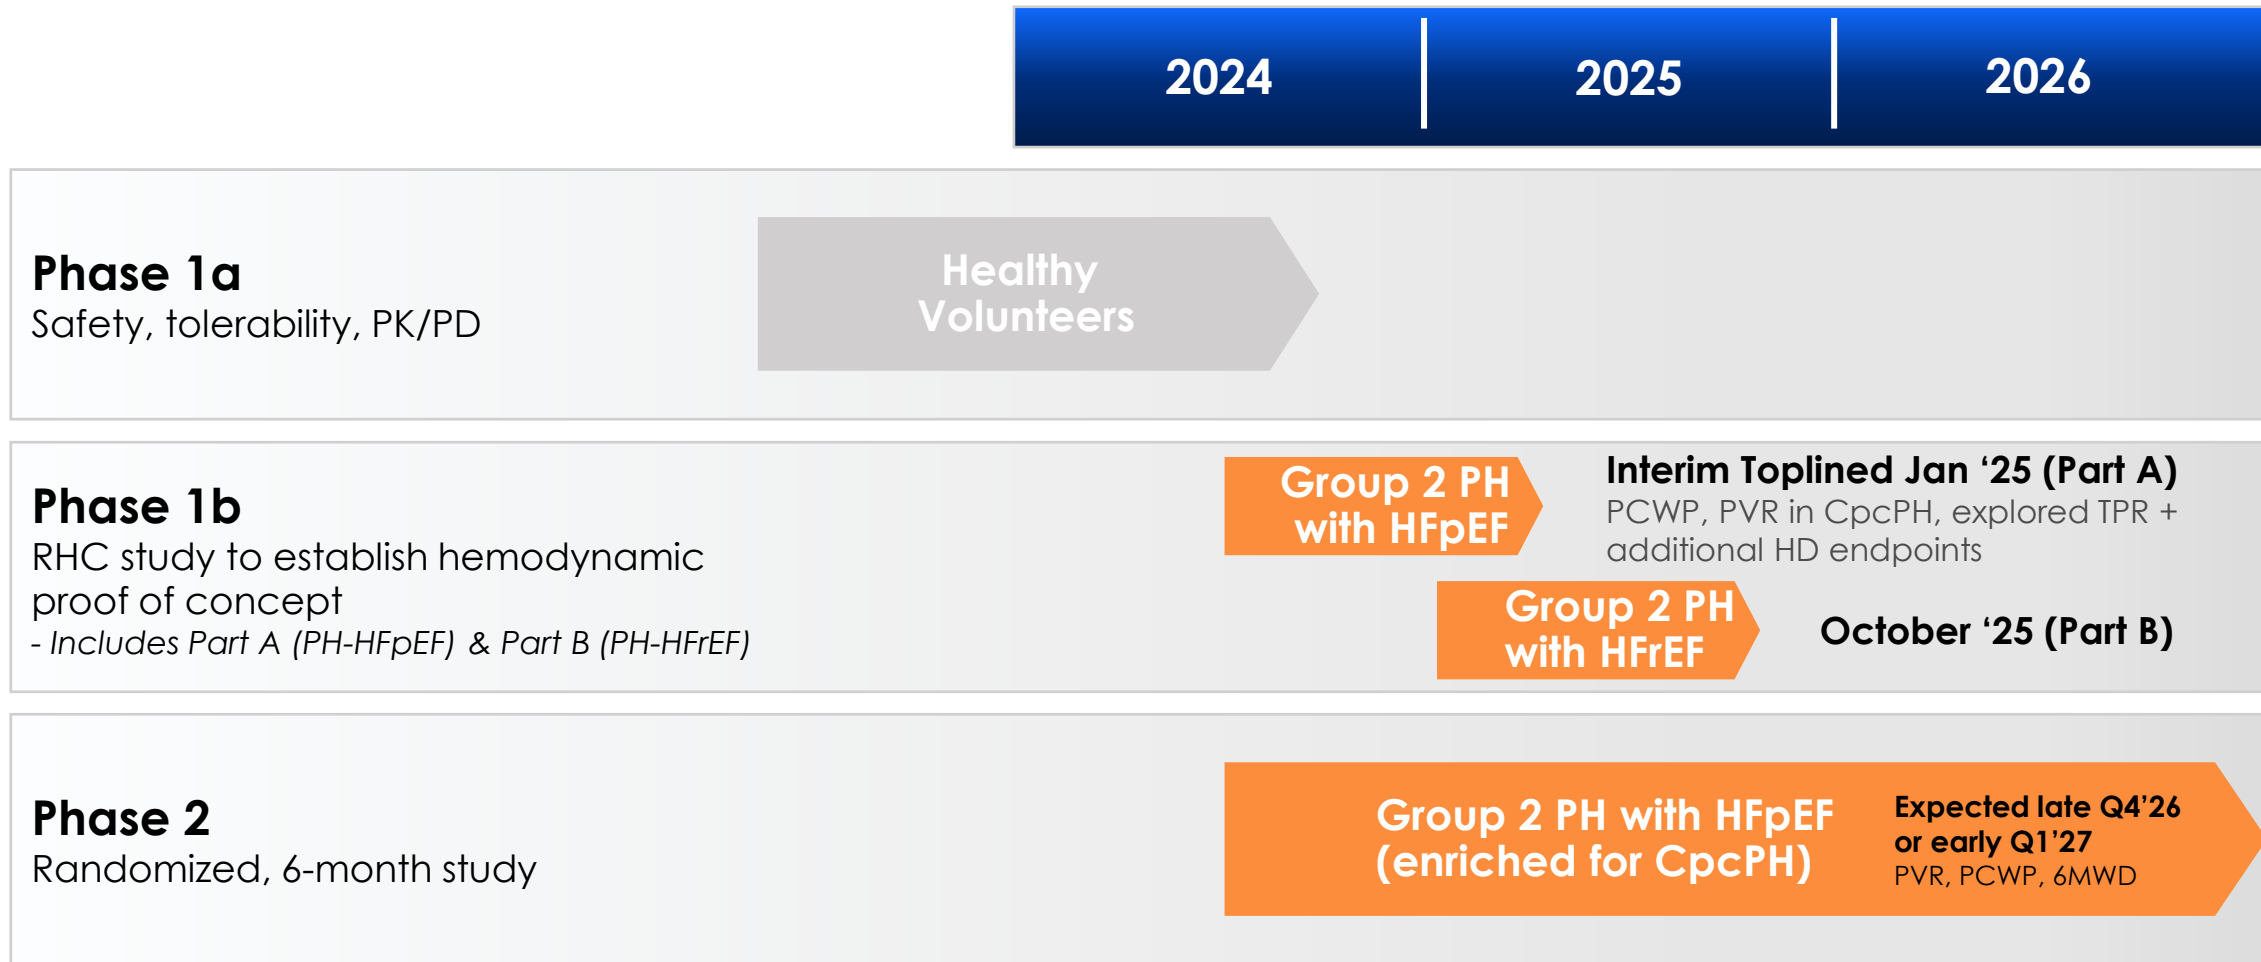 2024
2025
2026
Phase 1a
Safety, tolerability, PK/PD
Healthy
Volunteers
Phase 1b
RHC study to establish hemodynamic
proof of concept
- Includes Part A (PH-HFpEF) & Part B (PH-HFrEF)
Group 2 PH
with HFpEF
Interim Toplined Jan ‘25 (Part A)
PCWP, PVR in CpcPH, explored TPR +
additional HD endpoints
Group 2 PH
with HFrEF
October ‘25 (Part B)
Phase 2
Randomized, 6-month study
Group 2 PH with HFpEF
(enriched for CpcPH)
Expected late Q4’26
or early Q1’27
PVR, PCWP, 6MWD